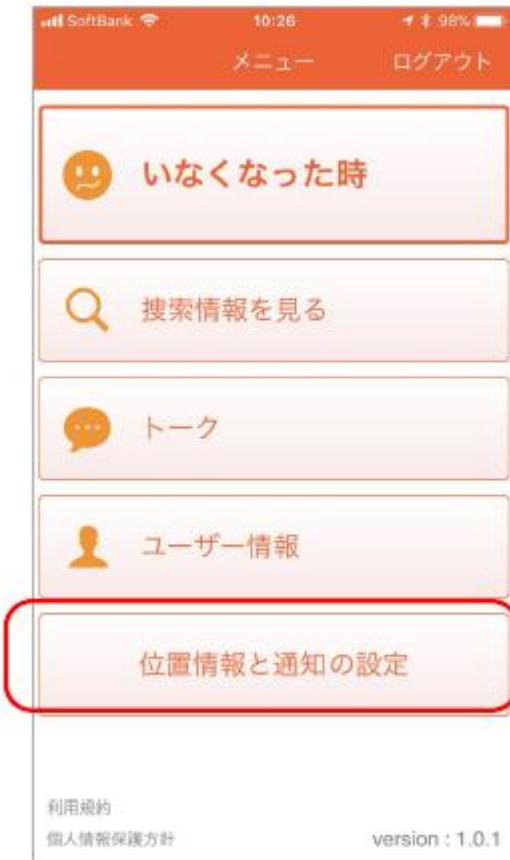 SoftBank 10:26 98%
メニュー ログアウト
いなくなった時
捜索情報を見る
トーク
ユーザー情報
位置情報と通知の設定
利用規約
個人情報保護方針 version : 1.0.1